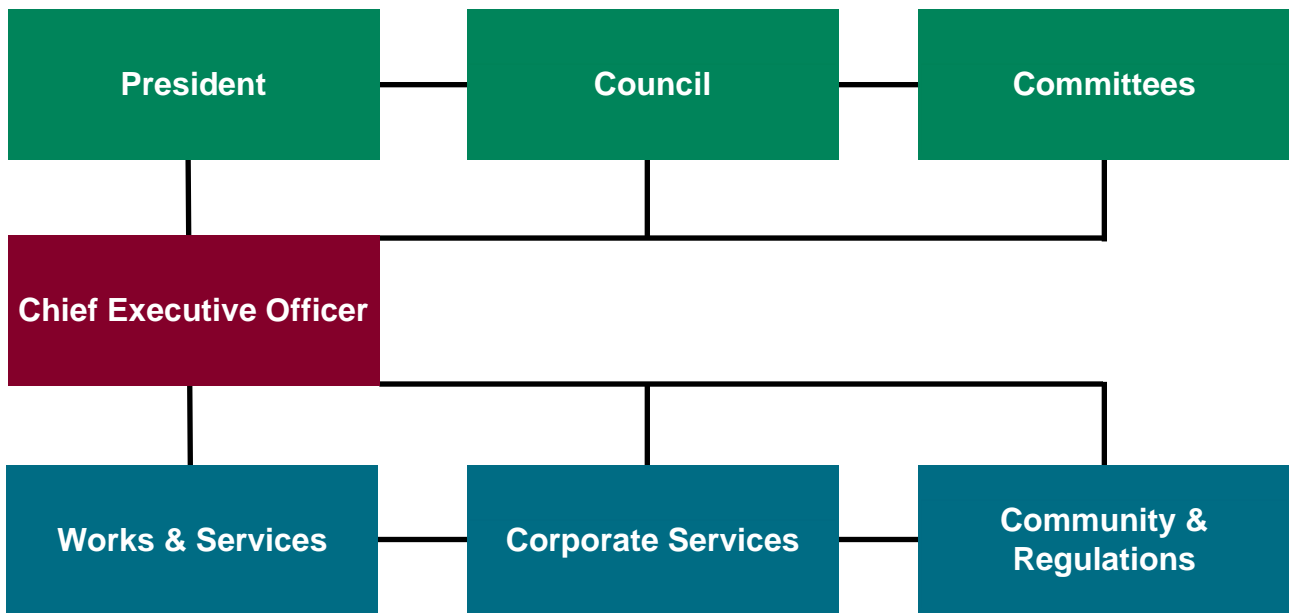 President
Council
Committees
Chief Executive Officer
Works & Services
Corporate Services
Community &
Regulations